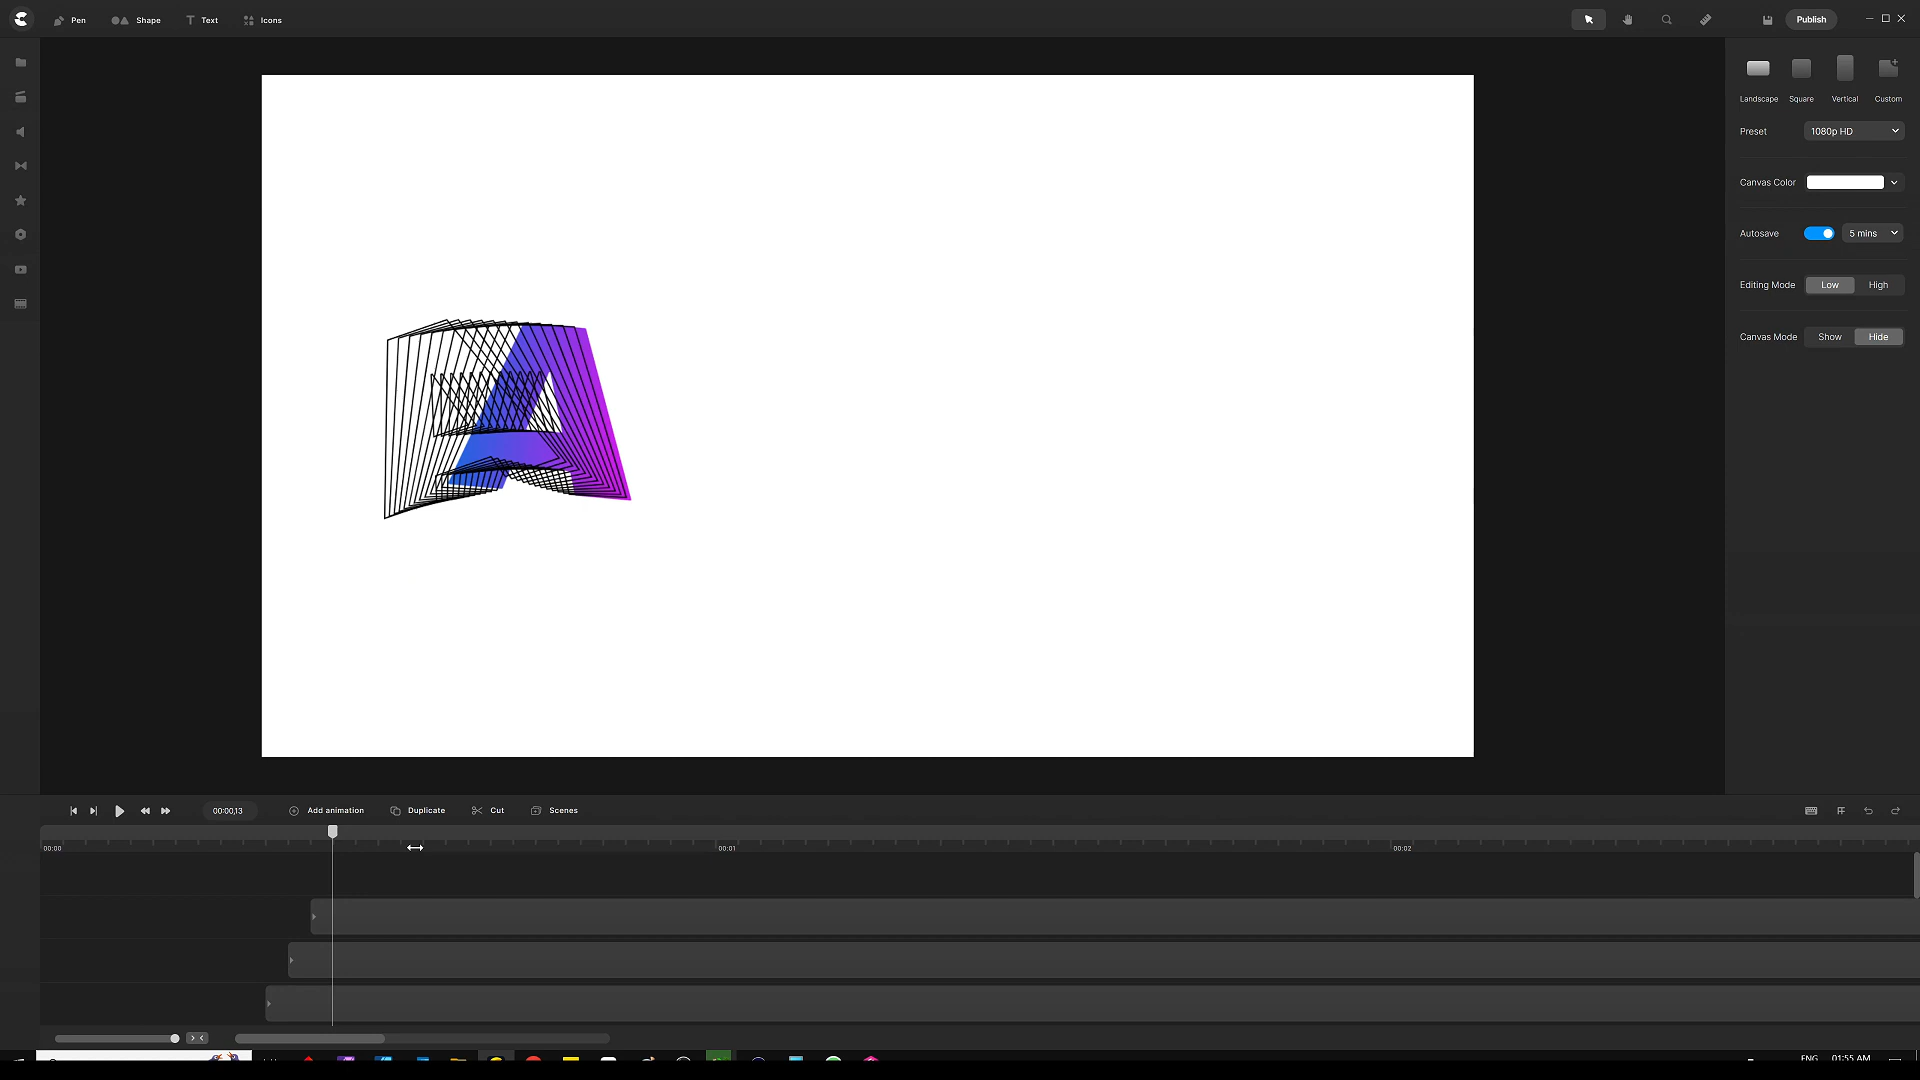 Pen Shape Text Icons Publish
Landscape Square Vertical Custom
Preset 1080p HD
Canvas Color
Autosave 5 mins
Editing Mode Low High
Canvas Mode Show Hide
A
00:00,13 Add animation Duplicate Cut Scenes
00:00 00:01 00:02
ENG 01:55 AM